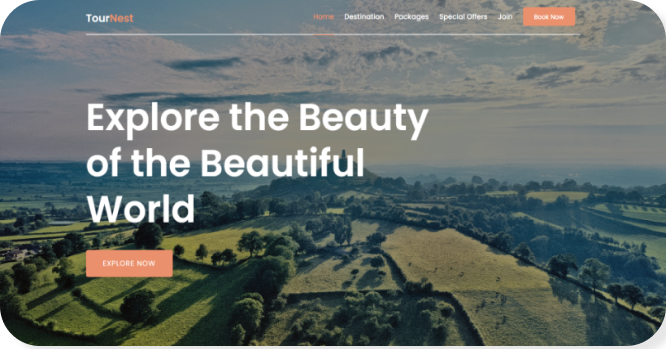 TourNest
Home Destination Packages Special Offers Join Book Now
Explore the Beauty
of the Beautiful
World
EXPLORE NOW